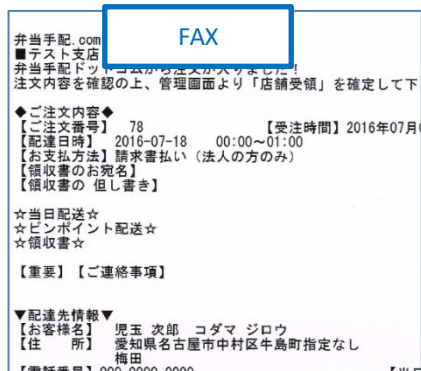 FAX
弁当手配.com
■テスト支店
弁当手配ドットコムから注文が入りました!
注文内容を確認の上、管理画面より「店舗受領」を確定して下
◆ご注文内容◆
【ご注文番号】 78 【受注時間】2016年07月
【配達日時】 2016-07-18 00:00~01:00
【お支払方法】請求書払い(法人の方のみ)
【領収書のお宛名】
【領収書の 但し書き】
☆当日配送☆
☆ピンポイント配送☆
☆領収書☆
【重要】【ご連絡事項】
▼配達先情報▼
【お客様名】 児玉 次郎 コダマ ジロウ
【住 所】 愛知県名古屋市中村区牛島町指定なし
梅田
【電話番号】000-0000-0000